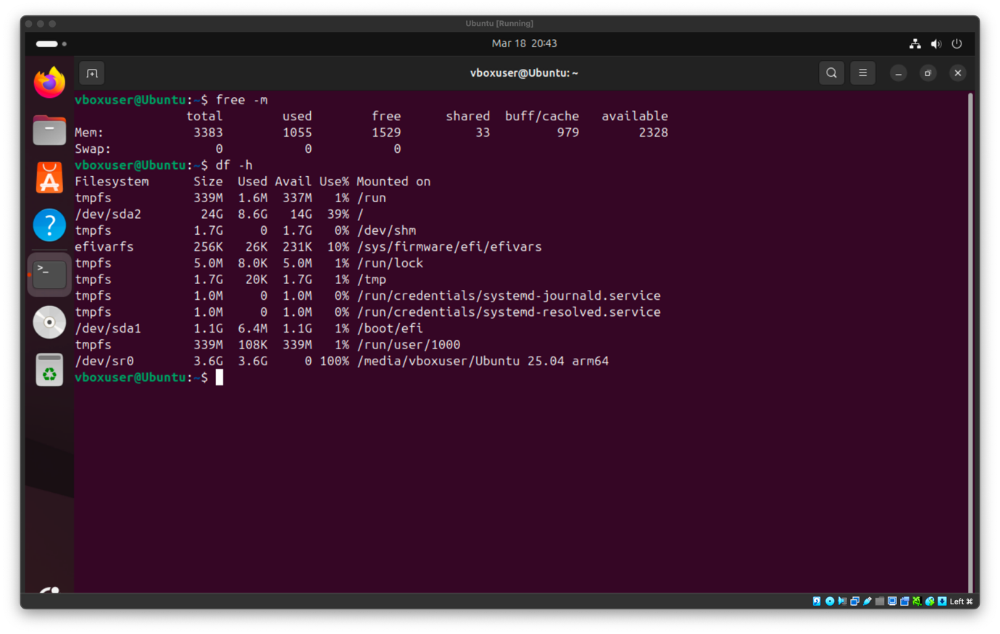 Ubuntu [Running]
Mar 18 20:43
vboxuser@Ubuntu: ~
vboxuser@Ubuntu:~$ free -m
total used free shared buff/cache available
Mem: 3383 1055 1529 33 979 2328
Swap: 0 0 0
vboxuser@Ubuntu:~$ df -h
Filesystem Size Used Avail Use% Mounted on
tmpfs 339M 1.6M 337M 1% /run
/dev/sda2 24G 8.6G 14G 39% /
tmpfs 1.7G 0 1.7G 0% /dev/shm
efivarfs 256K 26K 231K 10% /sys/firmware/efi/efivars
tmpfs 5.0M 8.0K 5.0M 1% /run/lock
tmpfs 1.7G 20K 1.7G 1% /tmp
tmpfs 1.0M 0 1.0M 0% /run/credentials/systemd-journald.service
tmpfs 1.0M 0 1.0M 0% /run/credentials/systemd-resolved.service
/dev/sda1 1.1G 6.4M 1.1G 1% /boot/efi
tmpfs 339M 108K 339M 1% /run/user/1000
/dev/sr0 3.6G 3.6G 0 100% /media/vboxuser/Ubuntu 25.04 arm64
vboxuser@Ubuntu:~$
Left ⌘